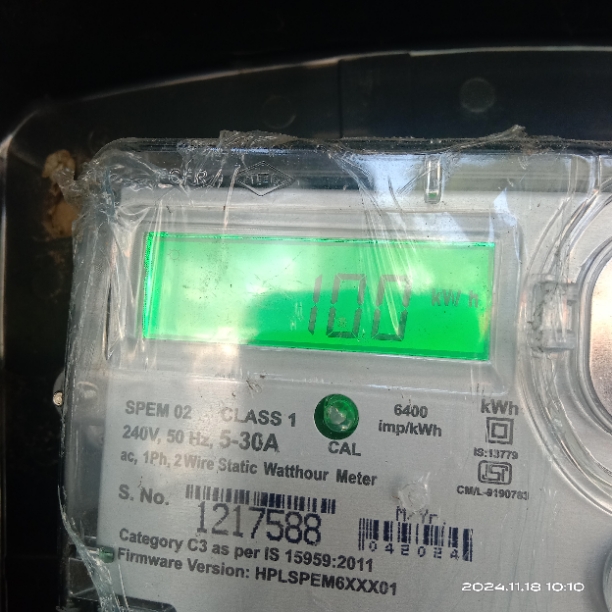 100 kWh
SPEM 02 CLASS 1
240V, 50 Hz, 5-30A
ac, 1Ph, 2 Wire Static Watthour Meter
CAL
6400
imp/kWh
kWh
IS:13779
ISI
CM/L-9190783
S. No.
1217588
M/Yr.
042024
Category C3 as per IS 15959:2011
Firmware Version: HPLSPEM6XXX01
2024.11.18 10:10